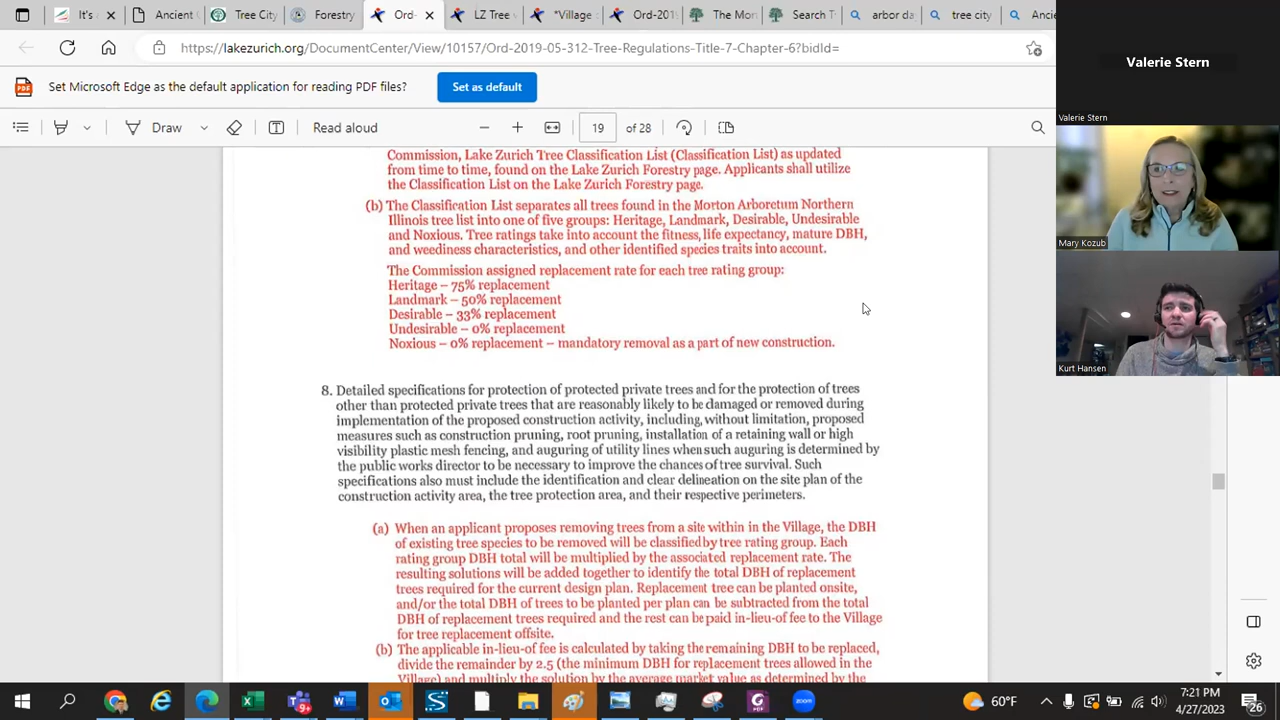 It's A
Ancient
Tree City
Forestry
Ord-
LZ Tree
*Village
Ord-201
The Mor
Search T
arbor da
tree city
Ancie
https://lakezurich.org/DocumentCenter/View/10157/Ord-2019-05-312-Tree-Regulations-Title-7-Chapter-6?bidId=
Set Microsoft Edge as the default application for reading PDF files?
Set as default
Draw
Read aloud
19
of 28
Commission, Lake Zurich Tree Classification List (Classification List) as updated
from time to time, found on the Lake Zurich Forestry page. Applicants shall utilize
the Classification List on the Lake Zurich Forestry page.
(b) The Classification List separates all trees found in the Morton Arboretum Northern
Illinois tree list into one of five groups: Heritage, Landmark, Desirable, Undesirable
and Noxious. Tree ratings take into account the fitness, life expectancy, mature DBH,
and weediness characteristics, and other identified species traits into account.
The Commission assigned replacement rate for each tree rating group:
Heritage – 75% replacement
Landmark – 50% replacement
Desirable – 33% replacement
Undesirable – 0% replacement
Noxious – 0% replacement – mandatory removal as a part of new construction.
8. Detailed specifications for protection of protected private trees and for the protection of trees
other than protected private trees that are reasonably likely to be damaged or removed during
implementation of the proposed construction activity, including, without limitation, proposed
measures such as construction pruning, root pruning, installation of a retaining wall or high
visibility plastic mesh fencing, and auguring of utility lines when such auguring is determined by
the public works director to be necessary to improve the chances of tree survival. Such
specifications also must include the identification and clear delineation on the site plan of the
construction activity area, the tree protection area, and their respective perimeters.
(a) When an applicant proposes removing trees from a site within in the Village, the DBH
of existing tree species to be removed will be classified by tree rating group. Each
rating group DBH total will be multiplied by the associated replacement rate. The
resulting solutions will be added together to identify the total DBH of replacement
trees required for the current design plan. Replacement tree can be planted onsite,
and/or the total DBH of trees to be planted per plan can be subtracted from the total
DBH of replacement trees required and the rest can be paid in-lieu-of fee to the Village
for tree replacement offsite.
(b) The applicable in-lieu-of fee is calculated by taking the remaining DBH to be replaced,
divide the remainder by 2.5 (the minimum DBH for replacement trees allowed in the
Village) and multiply the solution by the average market value as determined by the
Valerie Stern
Valerie Stern
Mary Kozub
Kurt Hansen
60°F
7:21 PM
4/27/2023
26